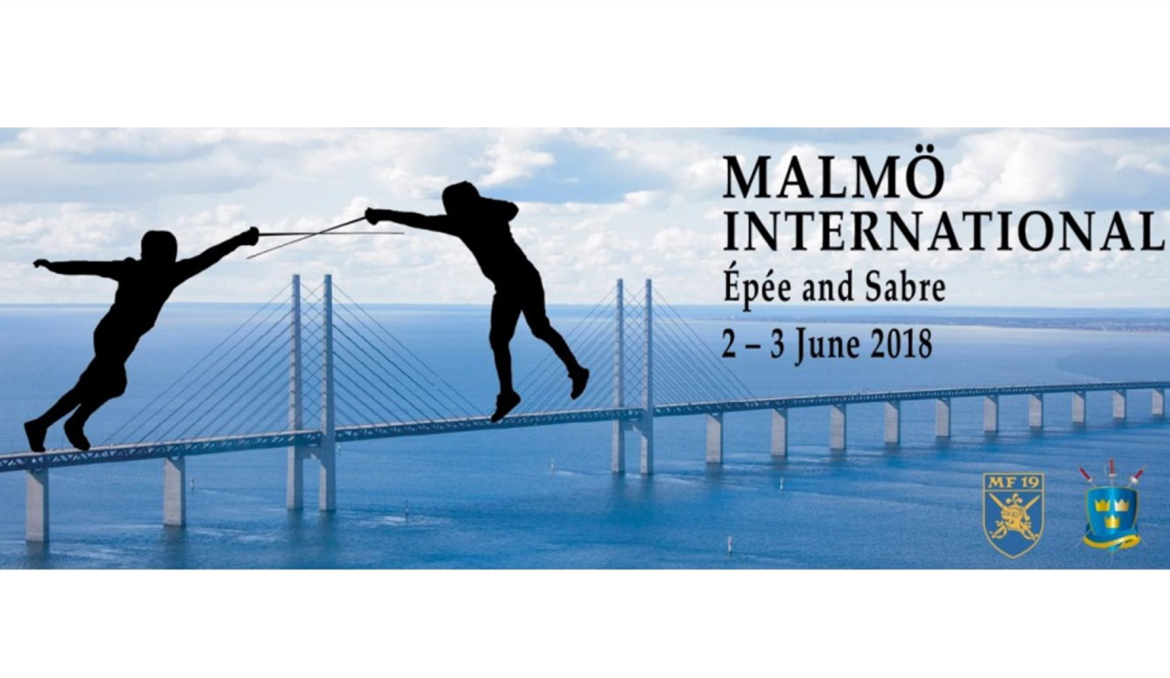 MALMÖ
INTERNATIONAL
Épée and Sabre
2 – 3 June 2018
MF 19